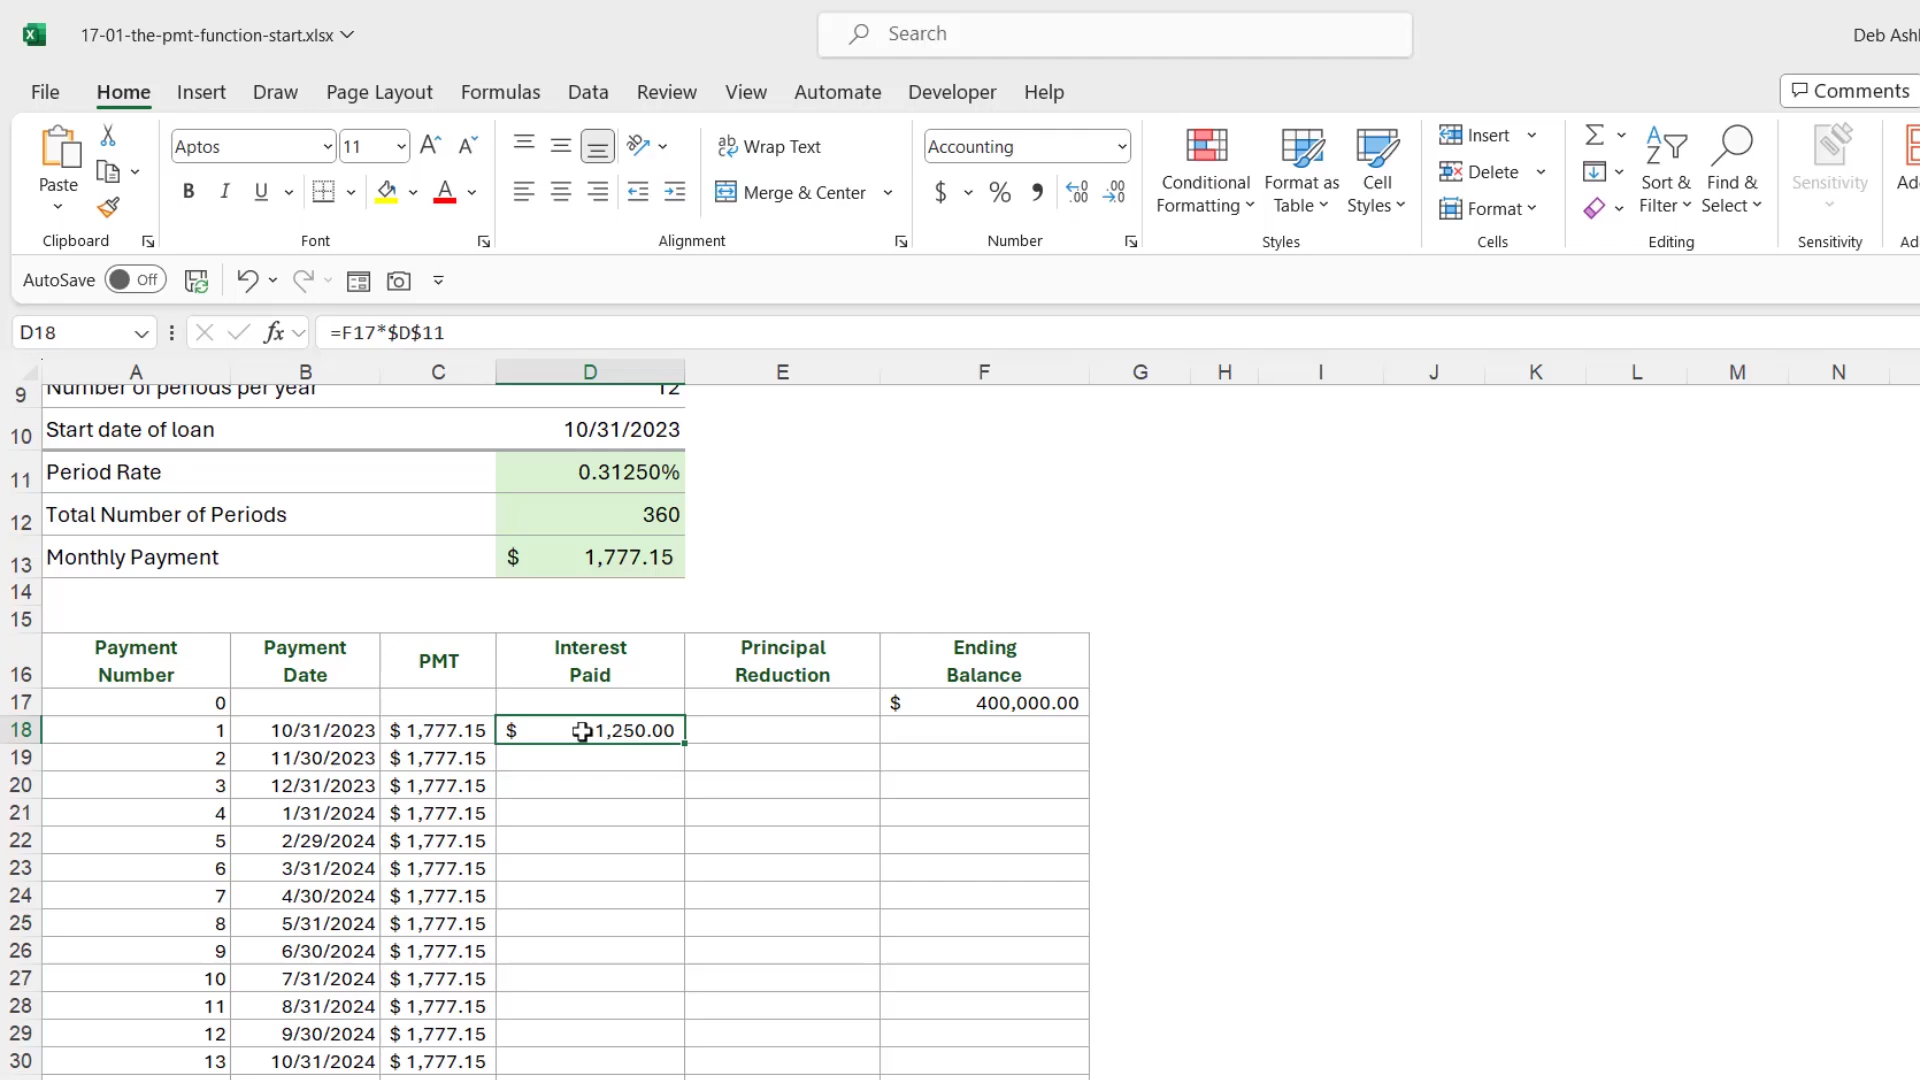 17-01-the-pmt-function-start.xlsx
Search
Deb Ash
File Home Insert Draw Page Layout Formulas Data Review View Automate Developer Help
Comments
Paste
Clipboard
Aptos 11
B I U
Font
Wrap Text
Merge & Center
Alignment
Accounting
$ % ,
Number
Conditional Formatting
Format as Table
Cell Styles
Styles
Insert
Delete
Format
Cells
Sort & Filter
Find & Select
Editing
Sensitivity
Sensitivity
AutoSave Off
D18 fx =F17*$D$11
A B C D E F G H I J K L M N
9 Number of periods per year 12
10 Start date of loan 10/31/2023
11 Period Rate 0.31250%
12 Total Number of Periods 360
13 Monthly Payment $ 1,777.15
14
15
16 Payment Number Payment Date PMT Interest Paid Principal Reduction Ending Balance
17 0 $ 400,000.00
18 1 10/31/2023 $ 1,777.15 $ 1,250.00
19 2 11/30/2023 $ 1,777.15
20 3 12/31/2023 $ 1,777.15
21 4 1/31/2024 $ 1,777.15
22 5 2/29/2024 $ 1,777.15
23 6 3/31/2024 $ 1,777.15
24 7 4/30/2024 $ 1,777.15
25 8 5/31/2024 $ 1,777.15
26 9 6/30/2024 $ 1,777.15
27 10 7/31/2024 $ 1,777.15
28 11 8/31/2024 $ 1,777.15
29 12 9/30/2024 $ 1,777.15
30 13 10/31/2024 $ 1,777.15